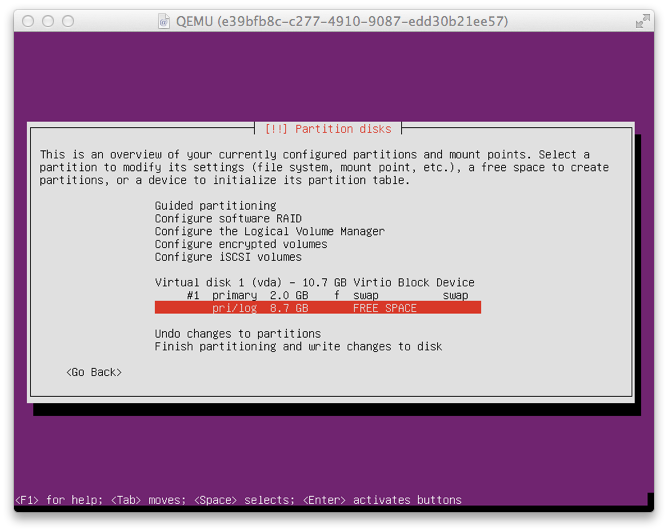 QEMU (e39bfb8c-c277-4910-9087-edd30b21ee57)
[!!] Partition disks
This is an overview of your currently configured partitions and mount points. Select a
partition to modify its settings (file system, mount point, etc.), a free space to create
partitions, or a device to initialize its partition table.
Guided partitioning
Configure software RAID
Configure the Logical Volume Manager
Configure encrypted volumes
Configure iSCSI volumes
Virtual disk 1 (vda) - 10.7 GB Virtio Block Device
#1 primary 2.0 GB f swap swap
pri/log 8.7 GB FREE SPACE
Undo changes to partitions
Finish partitioning and write changes to disk
<Go Back>
<F1> for help; <Tab> moves; <Space> selects; <Enter> activates buttons